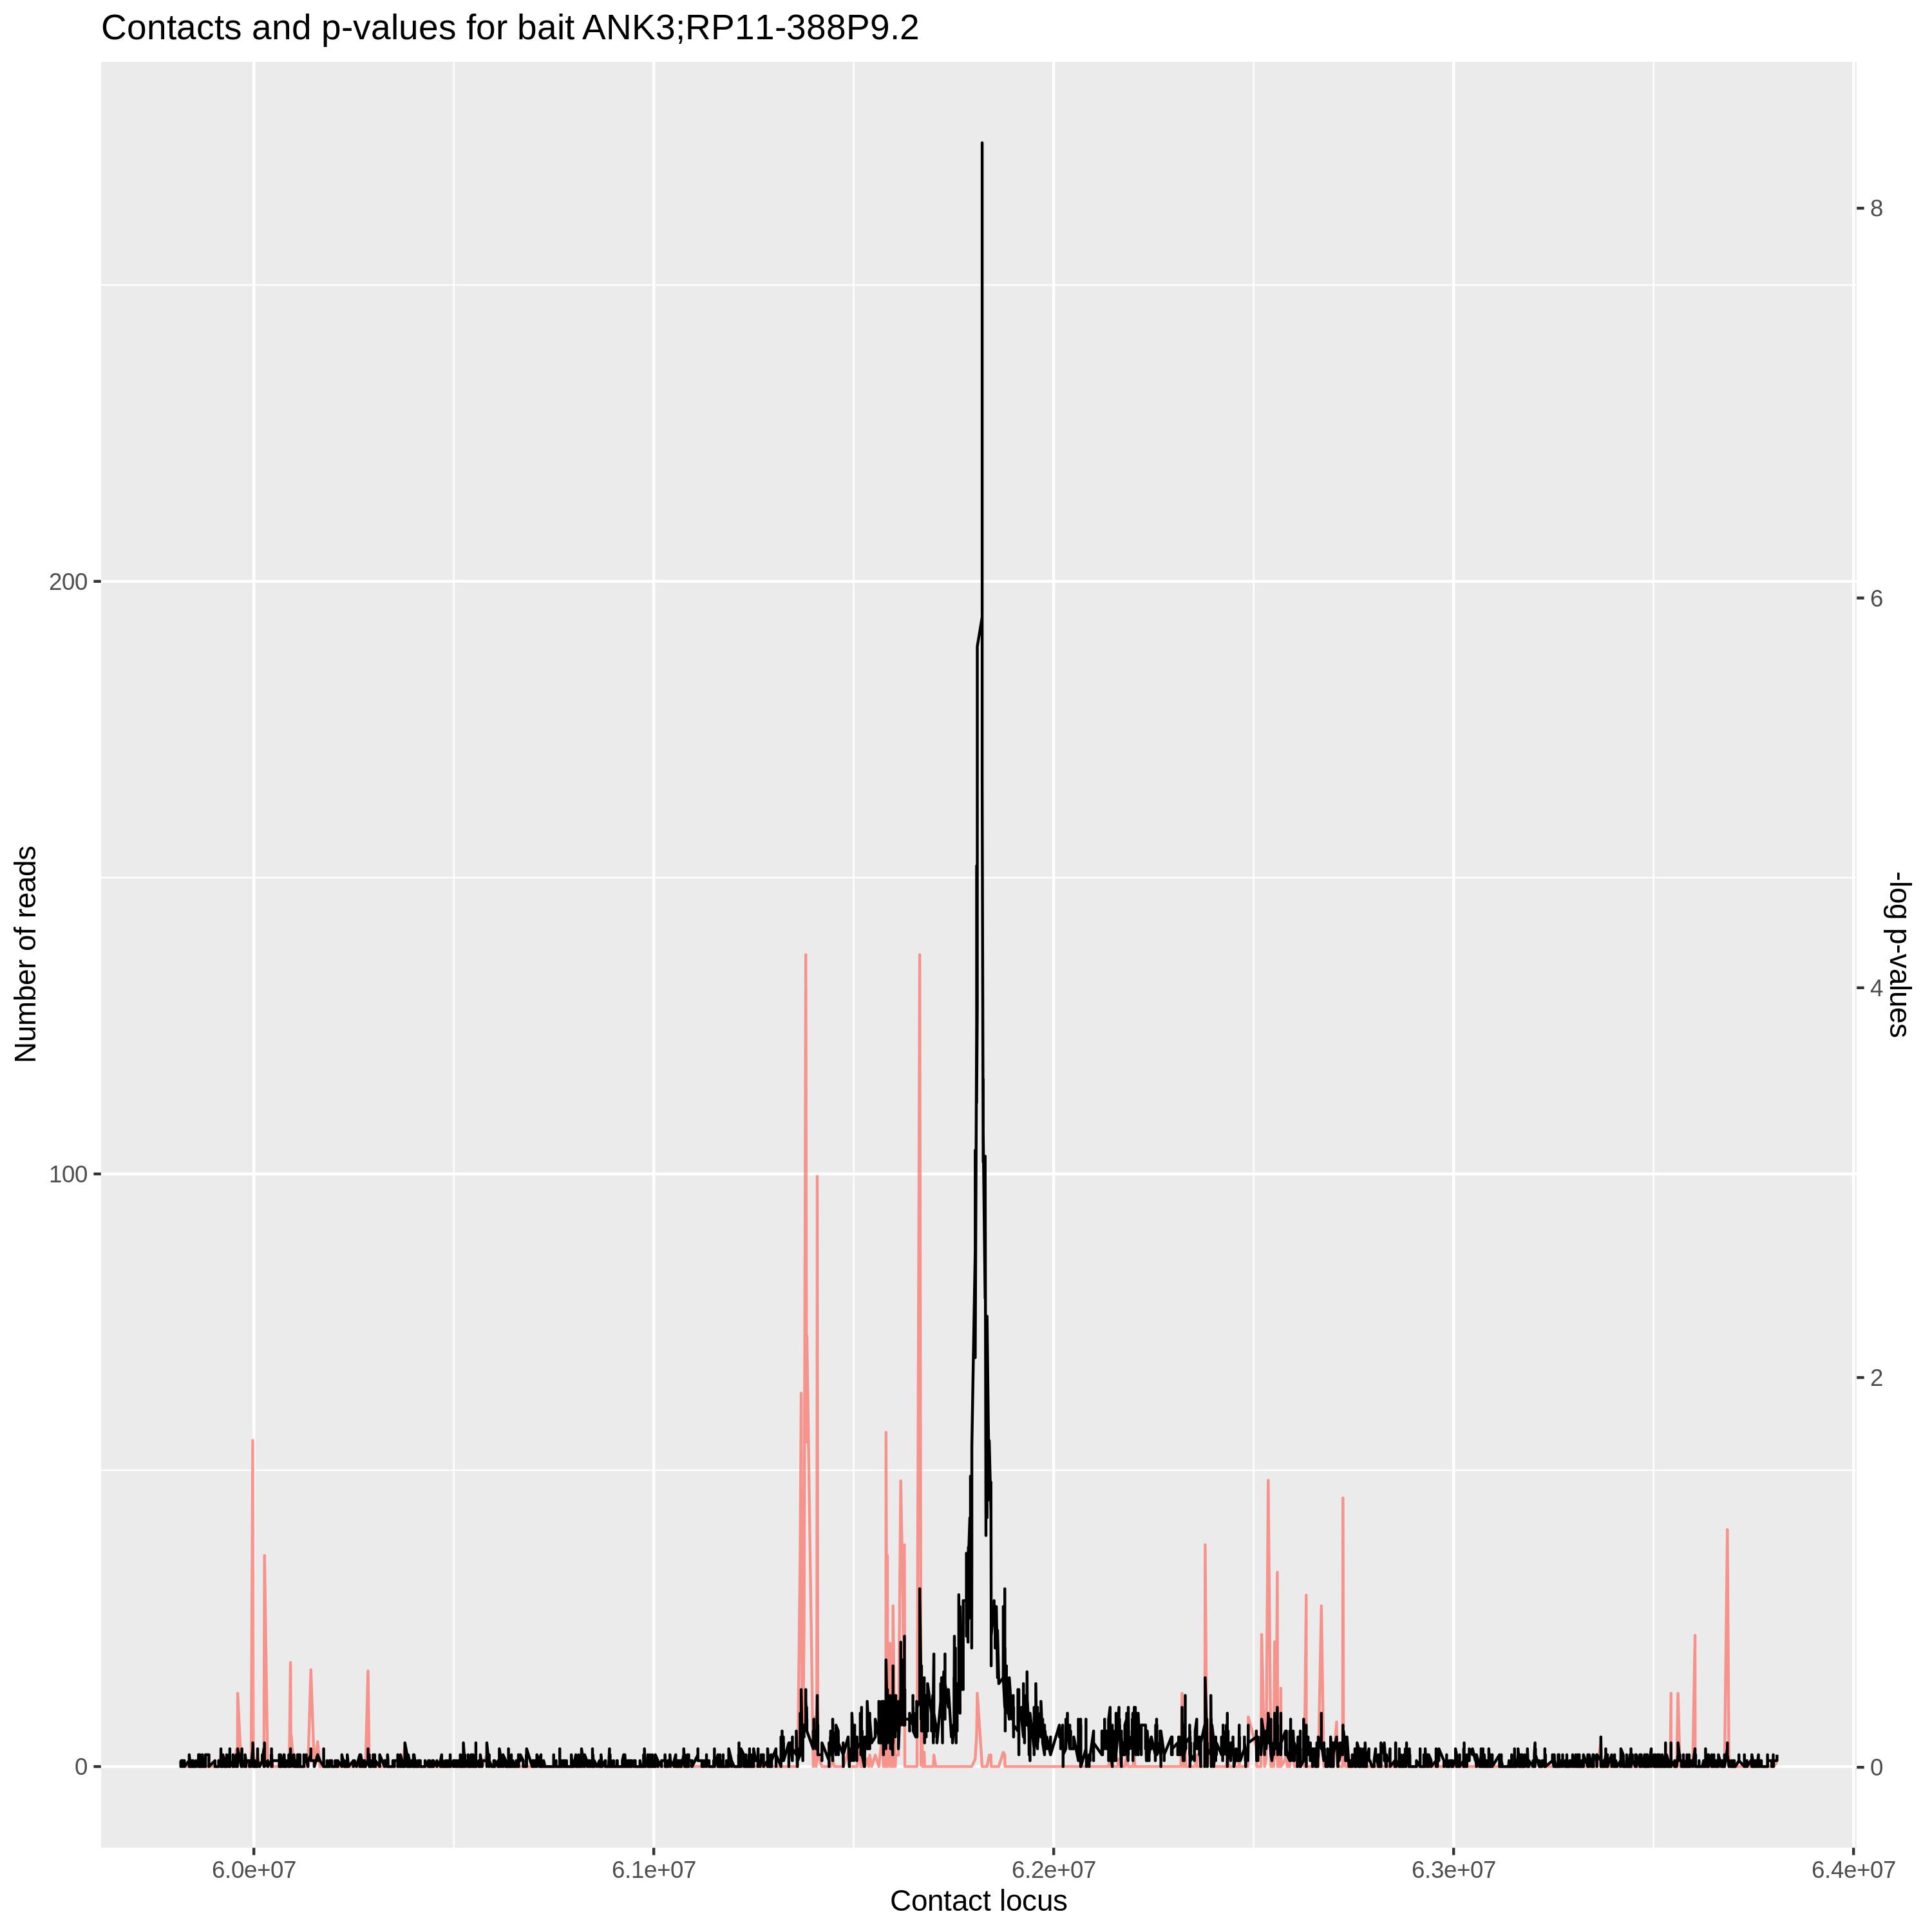 Contacts and p-values for bait ANK3;RP11-388P9.2
Number of reads
200
100
0
8
6
4
2
0
-log p-values
6.0e+07
6.1e+07
6.2e+07
6.3e+07
6.4e+07
Contact locus